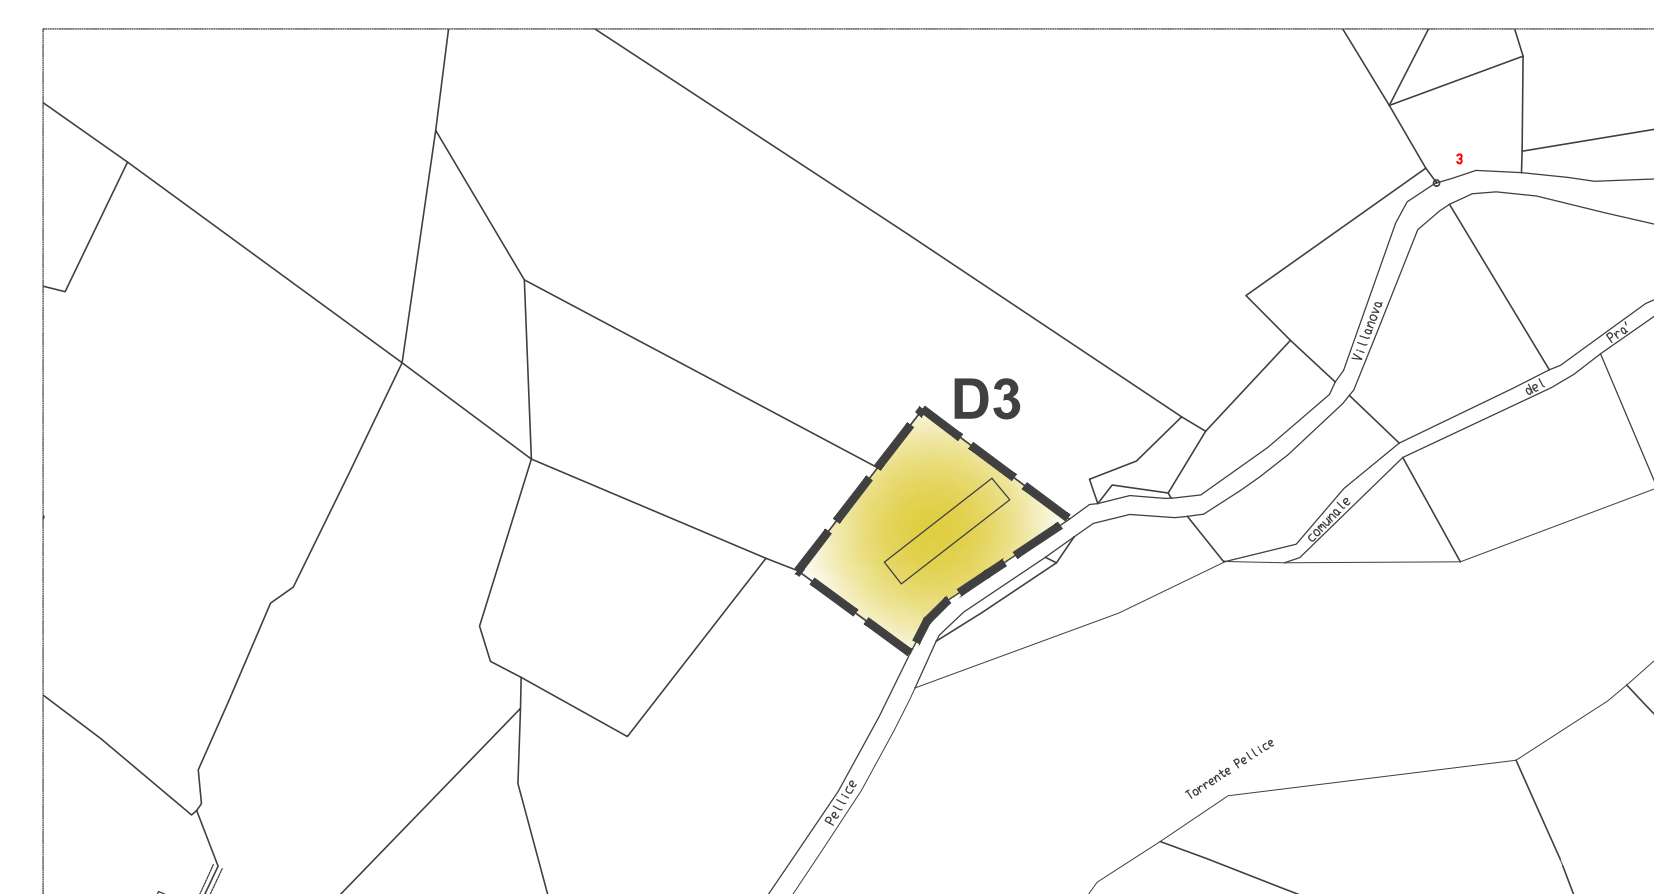 3
Villanova
Pra'
D3
del
comunale
Torrente Pellice
Pellice